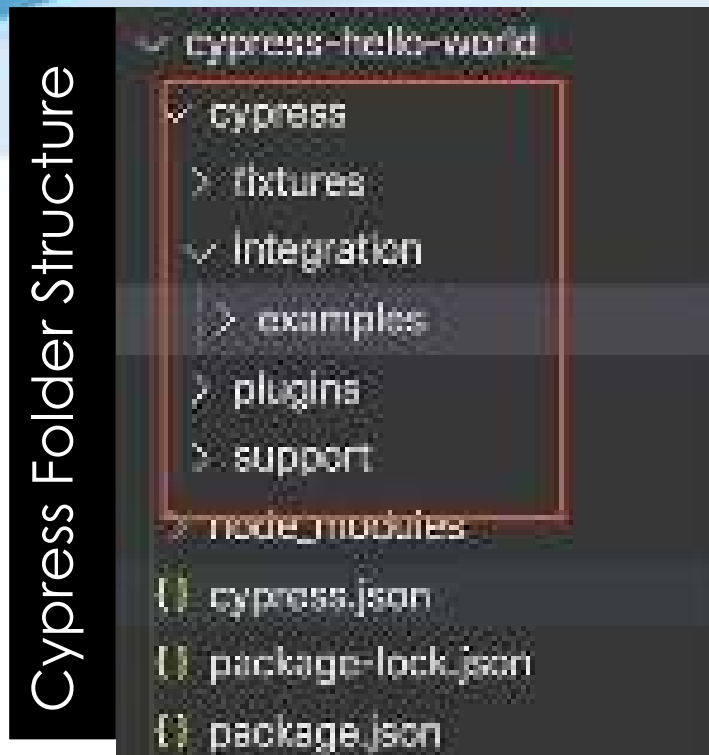 Cypress Folder Structure
cypress-hello-world
cypress
fixtures
integration
examples
plugins
support
node_modules
{} cypress.json
{} package-lock.json
{} package.json